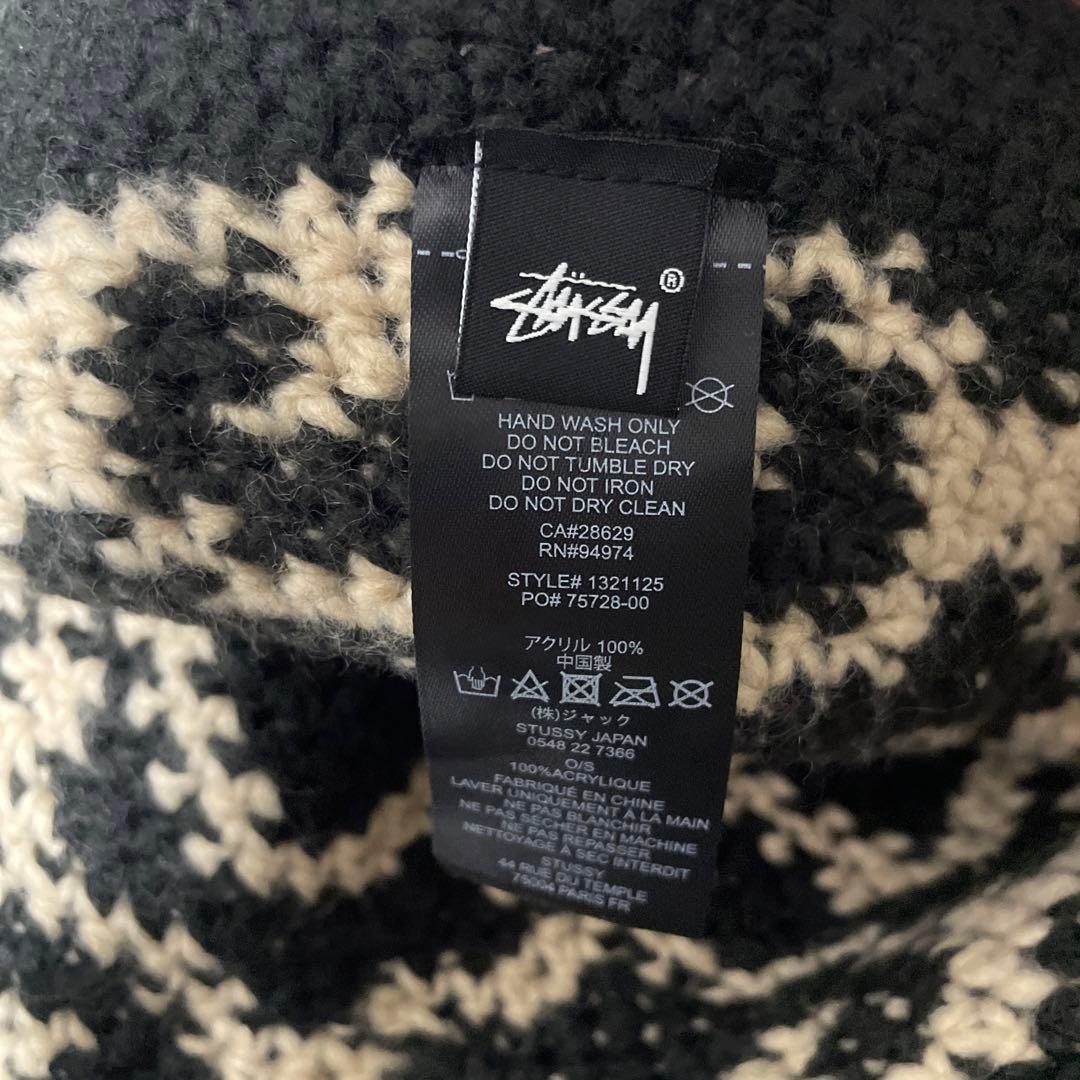 STÜSSY®
HAND WASH ONLY
DO NOT BLEACH
DO NOT TUMBLE DRY
DO NOT IRON
DO NOT DRY CLEAN
CA#28629
RN#94974
STYLE# 1321125
PO# 75728-00
アクリル 100%
中国製
(株)ジャック
STUSSY JAPAN
0548 22 7366
O/S
100%ACRYLIQUE
FABRIQUÉ EN CHINE
LAVER UNIQUEMENT À LA MAIN
NE PAS BLANCHIR
NE PAS SÉCHER EN MACHINE
NE PAS REPASSER
NETTOYAGE À SEC INTERDIT
STUSSY
44 RUE DU TEMPLE
75004 PARIS FR